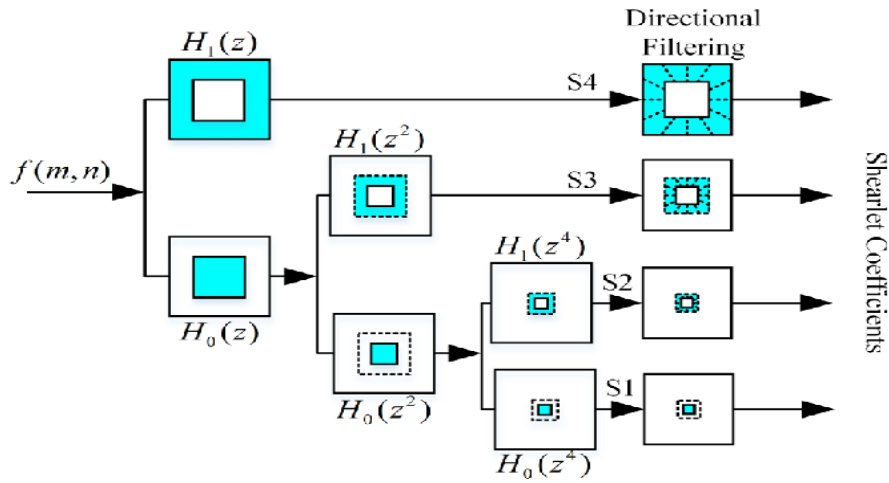 Directional
Filtering
H₁(z)
S4
H₁(z²)
f(m,n)
S3
H₁(z⁴)
S2
H₀(z)
H₀(z²)
S1
H₀(z⁴)
Shearlet Coefficients